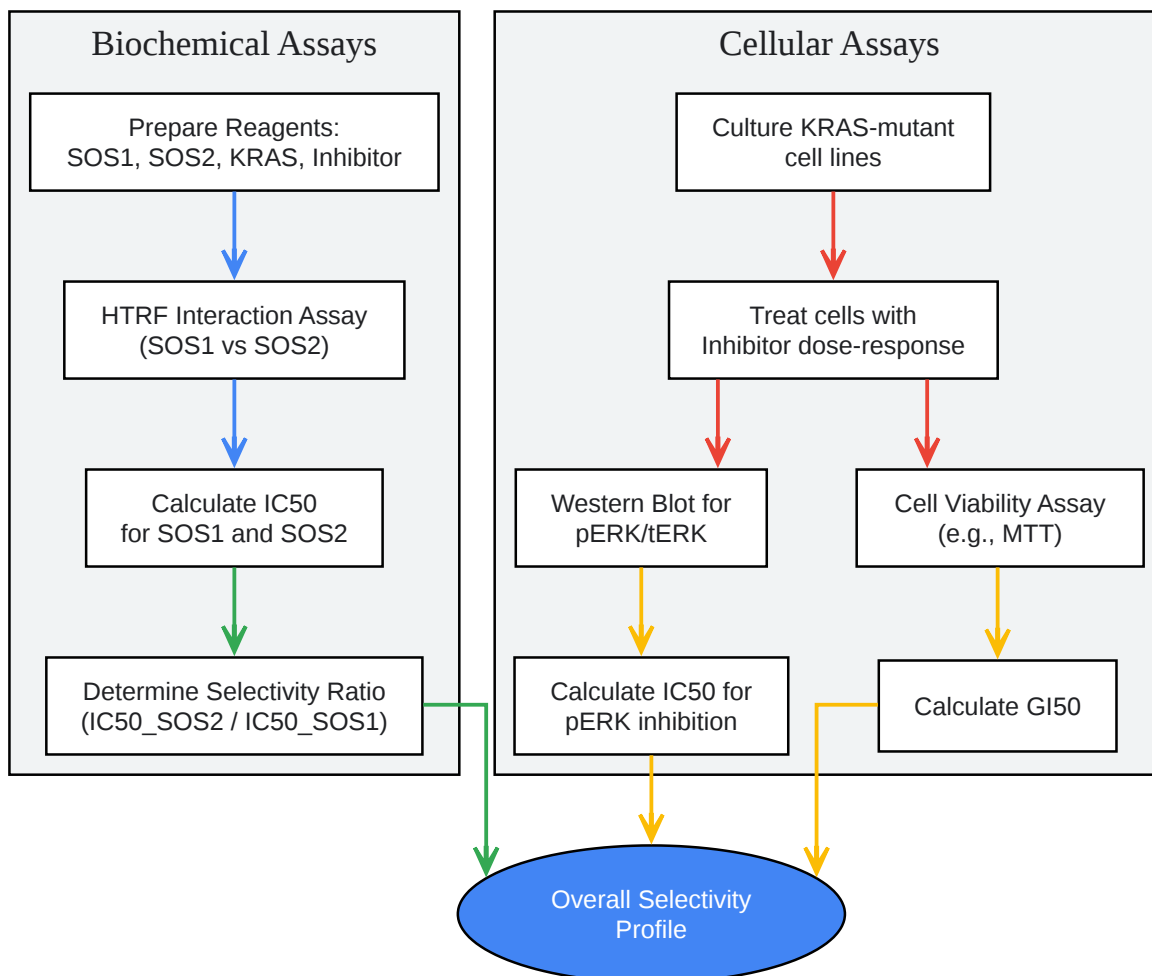 Biochemical Assays
Prepare Reagents:
SOS1, SOS2, KRAS, Inhibitor
HTRF Interaction Assay
(SOS1 vs SOS2)
Calculate IC50
for SOS1 and SOS2
Determine Selectivity Ratio
(IC50_SOS2 / IC50_SOS1)
Cellular Assays
Culture KRAS-mutant
cell lines
Treat cells with
Inhibitor dose-response
Western Blot for
pERK/tERK
Calculate IC50 for
pERK inhibition
Cell Viability Assay
(e.g., MTT)
Calculate GI50
Overall Selectivity
Profile